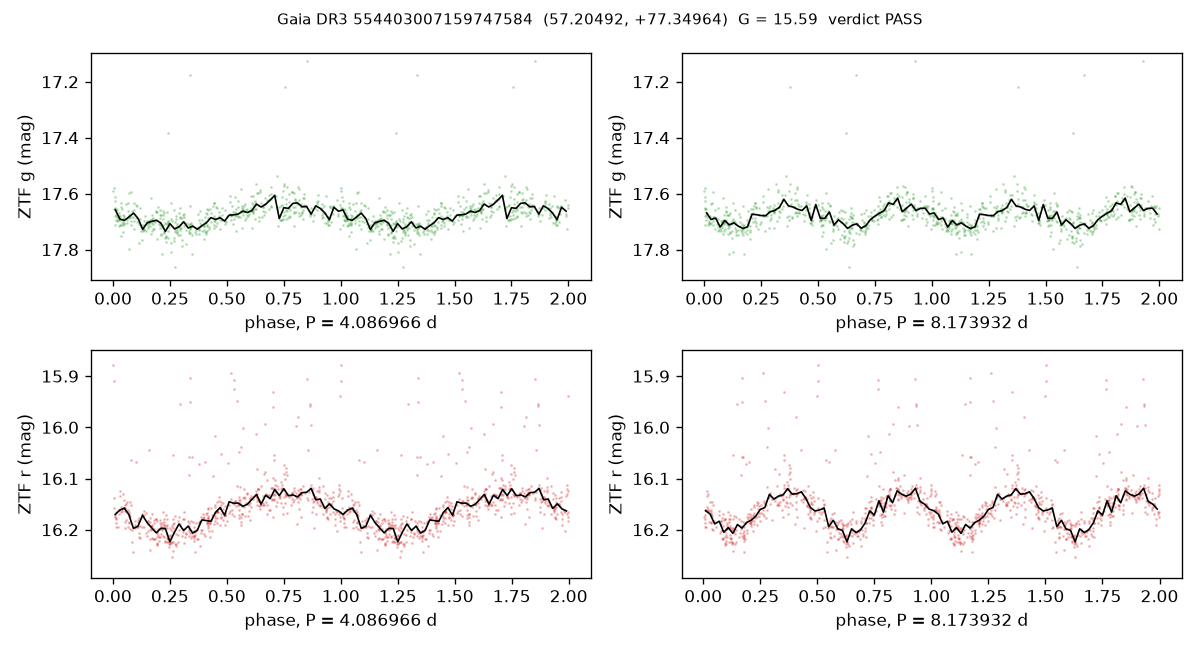 Gaia DR3 554403007159747584 (57.20492, +77.34964) G = 15.59 verdict PASS
ZTF g (mag)
17.2
17.4
17.6
17.8
0.00 0.25 0.50 0.75 1.00 1.25 1.50 1.75 2.00
phase, P = 4.086966 d
ZTF g (mag)
17.2
17.4
17.6
17.8
0.00 0.25 0.50 0.75 1.00 1.25 1.50 1.75 2.00
phase, P = 8.173932 d
ZTF r (mag)
15.9
16.0
16.1
16.2
0.00 0.25 0.50 0.75 1.00 1.25 1.50 1.75 2.00
phase, P = 4.086966 d
ZTF r (mag)
15.9
16.0
16.1
16.2
0.00 0.25 0.50 0.75 1.00 1.25 1.50 1.75 2.00
phase, P = 8.173932 d